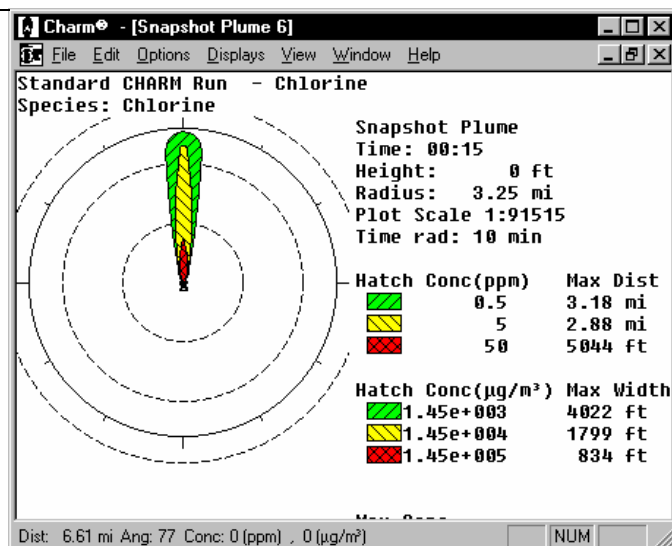 Charm® - [Snapshot Plume 6]
File Edit Options Displays View Window Help
Standard CHARM Run - Chlorine
Species: Chlorine
Snapshot Plume
Time: 00:15
Height: 0 ft
Radius: 3.25 mi
Plot Scale 1:91515
Time rad: 10 min
Hatch Conc(ppm) Max Dist
0.5 3.18 mi
5 2.88 mi
50 5044 ft
Hatch Conc(µg/m³) Max Width
1.45e+003 4022 ft
1.45e+004 1799 ft
1.45e+005 834 ft
Dist: 6.61 mi Ang: 77 Conc: 0 (ppm) , 0 (µg/m³) NUM